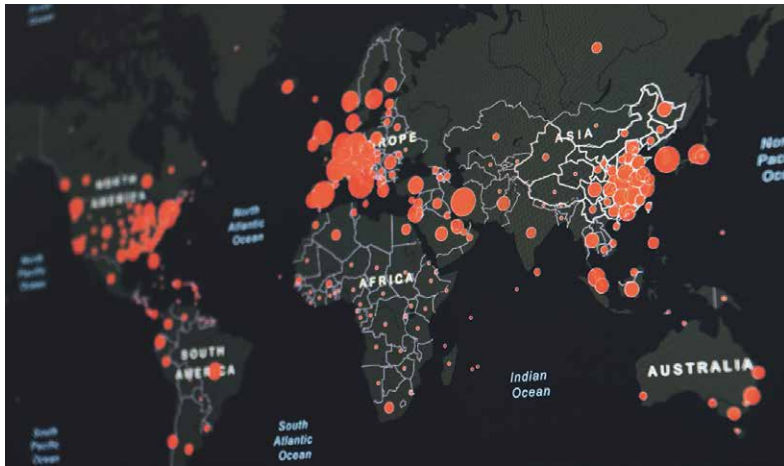 EUROPE
ASIA
NORTH
AMERICA
North
Atlantic
Ocean
North
Pacific
Ocean
AFRICA
SOUTH
AMERICA
Indian
Ocean
AUSTRALIA
South
Atlantic
Ocean
South
Pacific
Ocean